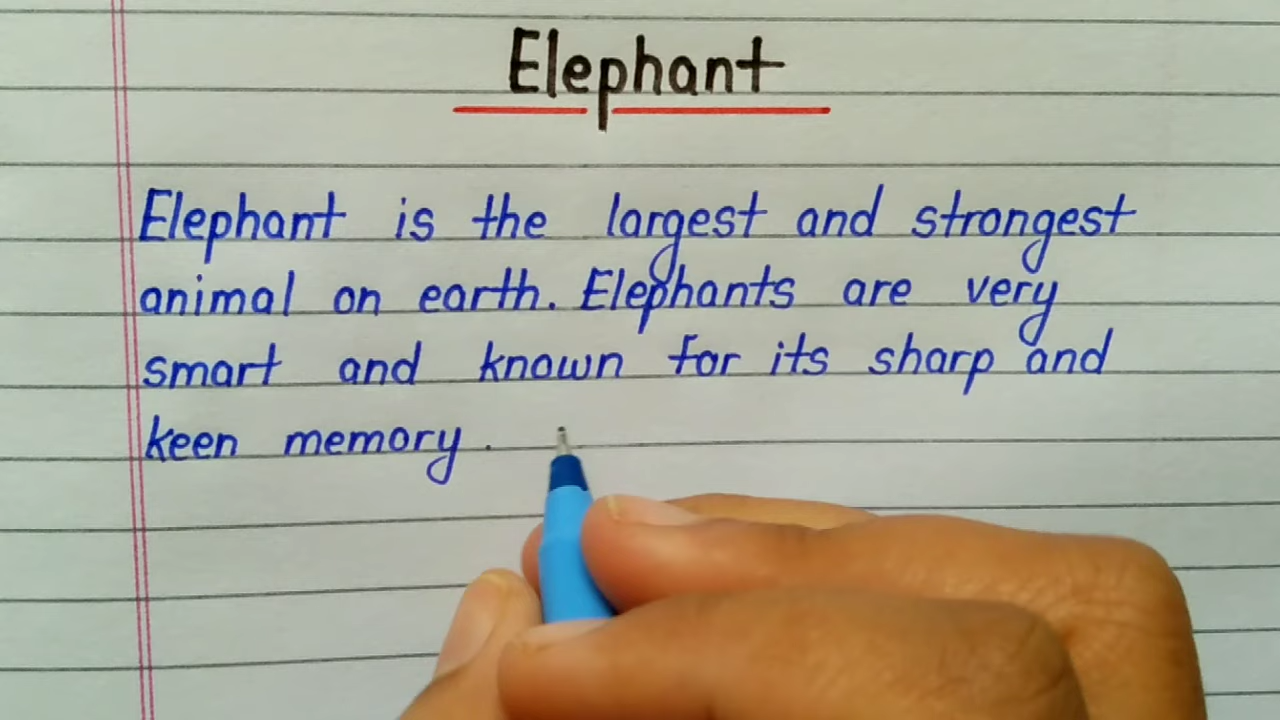 Elephant
Elephant is the largest and strongest
animal on earth. Elephants are very
smart and known for its sharp and
keen memory.